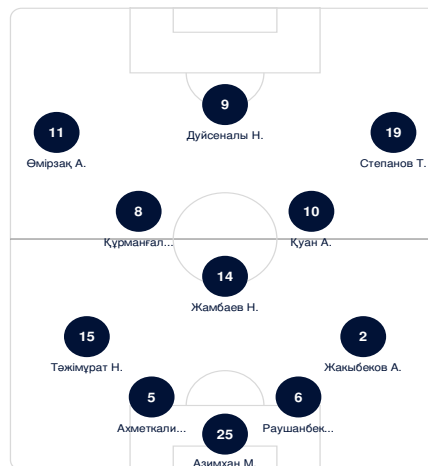 9
Дуйсеналы Н.
11
Өмірзақ А.
19
Степанов Т.
8
Құрманғал...
10
Қуан А.
14
Жамбаев Н.
15
Тәжімұрат Н.
2
Жакыбеков А.
5
Ахметкали...
6
Раушанбек...
25
Азимхан М